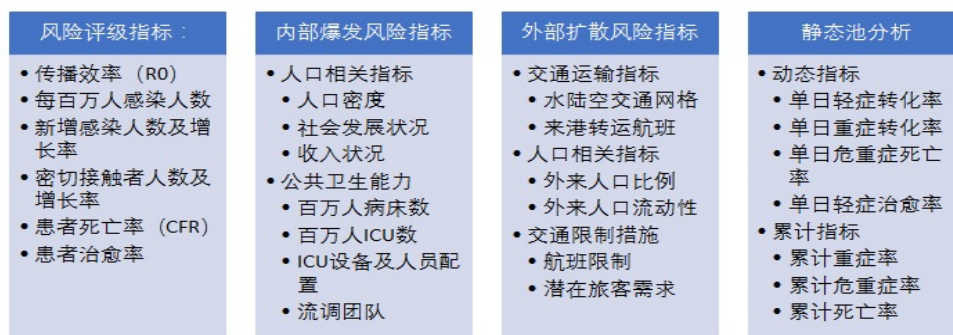 风险评级指标：
• 传播效率（R0）
• 每百万人感染人数
• 新增感染人数及增
长率
• 密切接触者人数及
增长率
• 患者死亡率（CFR）
• 患者治愈率
内部爆发风险指标
• 人口相关指标
• 人口密度
• 社会发展状况
• 收入状况
• 公共卫生能力
• 百万人病床数
• 百万人ICU数
• ICU设备及人员配
置
• 流调团队
外部扩散风险指标
• 交通运输指标
• 水陆空交通网格
• 来港转运航班
• 人口相关指标
• 外来人口比例
• 外来人口流动性
• 交通限制措施
• 航班限制
• 潜在旅客需求
静态池分析
• 动态指标
• 单日轻症转化率
• 单日重症转化率
• 单日危重症死亡
率
• 单日轻症治愈率
• 累计指标
• 累计重症率
• 累计危重症率
• 累计死亡率